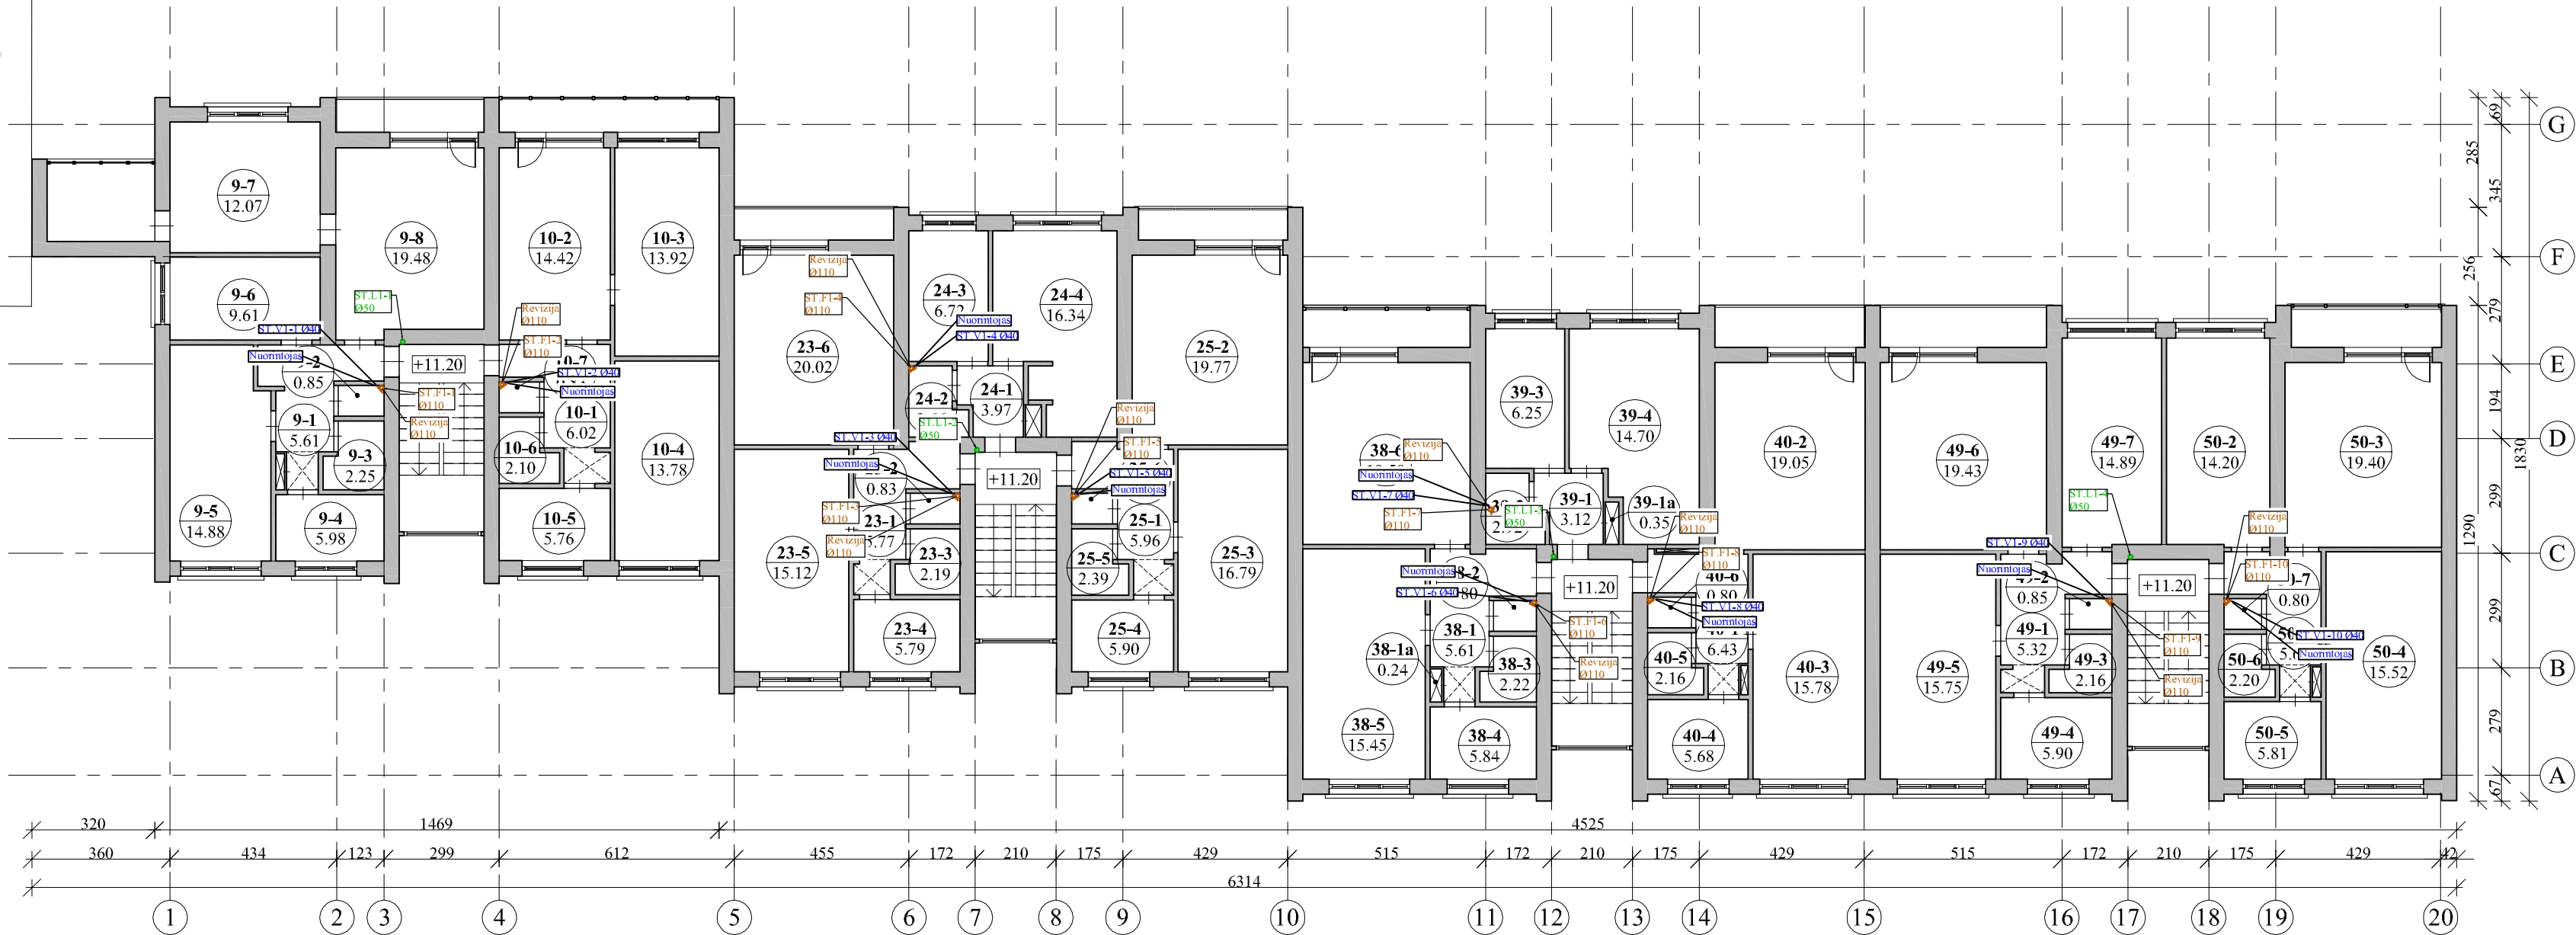 69
G
285
345
9-7
12.07
9-8
19.48
10-2
14.42
10-3
13.92
256
F
Revizija
Ø110
9-6
9.61
ST.L1-1
Ø50
ST.F1-4
Ø110
24-3
24-4
16.34
279
Revizija
Ø110
ST.V1-1 Ø40
Nuorintojas
ST.V1-4 Ø40
ST.F1-2
Ø110
23-6
20.02
25-2
19.77
Nuorintojas
0.85
+11.20
ST.V1-2 Ø40
Nuorintojas
E
ST.F1-1
Ø110
24-1
3.97
24-2
39-3
6.25
194
9-1
5.61
Revizija
Ø110
10-1
6.02
ST.L1-2
Ø50
Revizija
Ø110
39-4
14.70
ST.V1-3 Ø40
ST.F1-5
Ø110
Revizija
Ø110
40-2
19.05
49-6
19.43
49-7
14.89
50-2
14.20
50-3
19.40
D
1830
9-3
2.25
10-6
2.10
10-4
13.78
Nuorintojas
0.83
+11.20
ST.V1-5 Ø40
Nuorintojas
Nuorintojas
ST.V1-7 Ø40
ST.F1-7
Ø110
39-1
3.12
39-1a
0.35
ST.L1-3
Ø50
ST.L1-4
Ø50
299
9-5
14.88
9-4
5.98
10-5
5.76
ST.F1-3
Ø110
23-1
25-1
5.96
Revizija
Ø110
Revizija
Ø110
1290
Revizija
Ø110
23-5
15.12
23-3
2.19
25-5
2.39
25-3
16.79
ST.F1-8
Ø110
ST.V1-9 Ø40
C
Nuorintojas
ST.V1-6 Ø40
+11.20
40-6
0.80
Nuorintojas
49-2
0.85
+11.20
ST.F1-10
Ø110
0.80
ST.V1-8 Ø40
Nuorintojas
23-4
5.79
25-4
5.90
38-1
5.61
ST.F1-6
Ø110
6.43
49-1
5.32
ST.F1-9
Ø110
ST.V1-10 Ø40
Nuorintojas
299
38-1a
0.24
38-3
2.22
Revizija
Ø110
40-5
2.16
40-3
15.78
49-5
15.75
49-3
2.16
Revizija
Ø110
50-6
2.20
50-4
15.52
B
38-5
15.45
38-4
5.84
40-4
5.68
49-4
5.90
50-5
5.81
279
A
67
320
1469
4525
360
434
123
299
612
455
172
210
175
429
515
172
210
175
429
515
172
210
175
429
42
6314
1
2
3
4
5
6
7
8
9
10
11
12
13
14
15
16
17
18
19
20